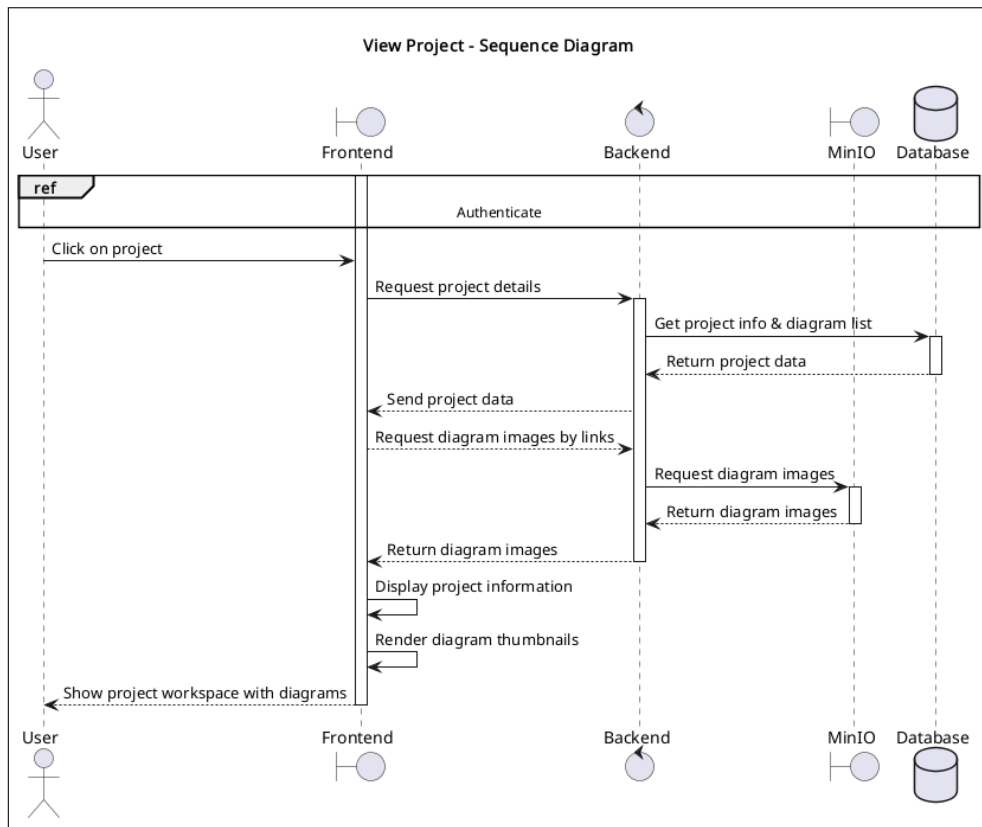 View Project - Sequence Diagram
User Frontend Backend MinIO Database
ref
Authenticate
Click on project
Request project details
Get project info & diagram list
Return project data
Send project data
Request diagram images by links
Request diagram images
Return diagram images
Return diagram images
Display project information
Render diagram thumbnails
Show project workspace with diagrams
User Frontend Backend MinIO Database